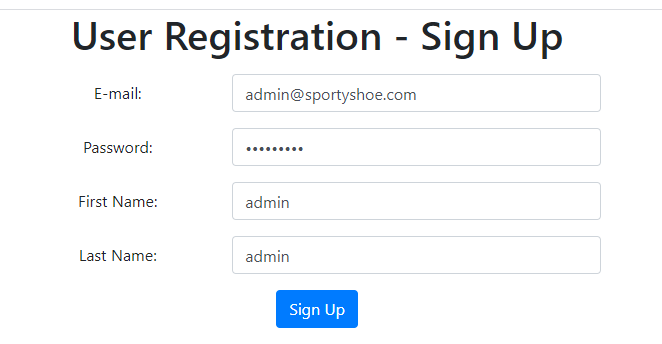 User Registration - Sign Up
E-mail: admin@sportyshoe.com
Password: •••••••••
First Name: admin
Last Name: admin
Sign Up